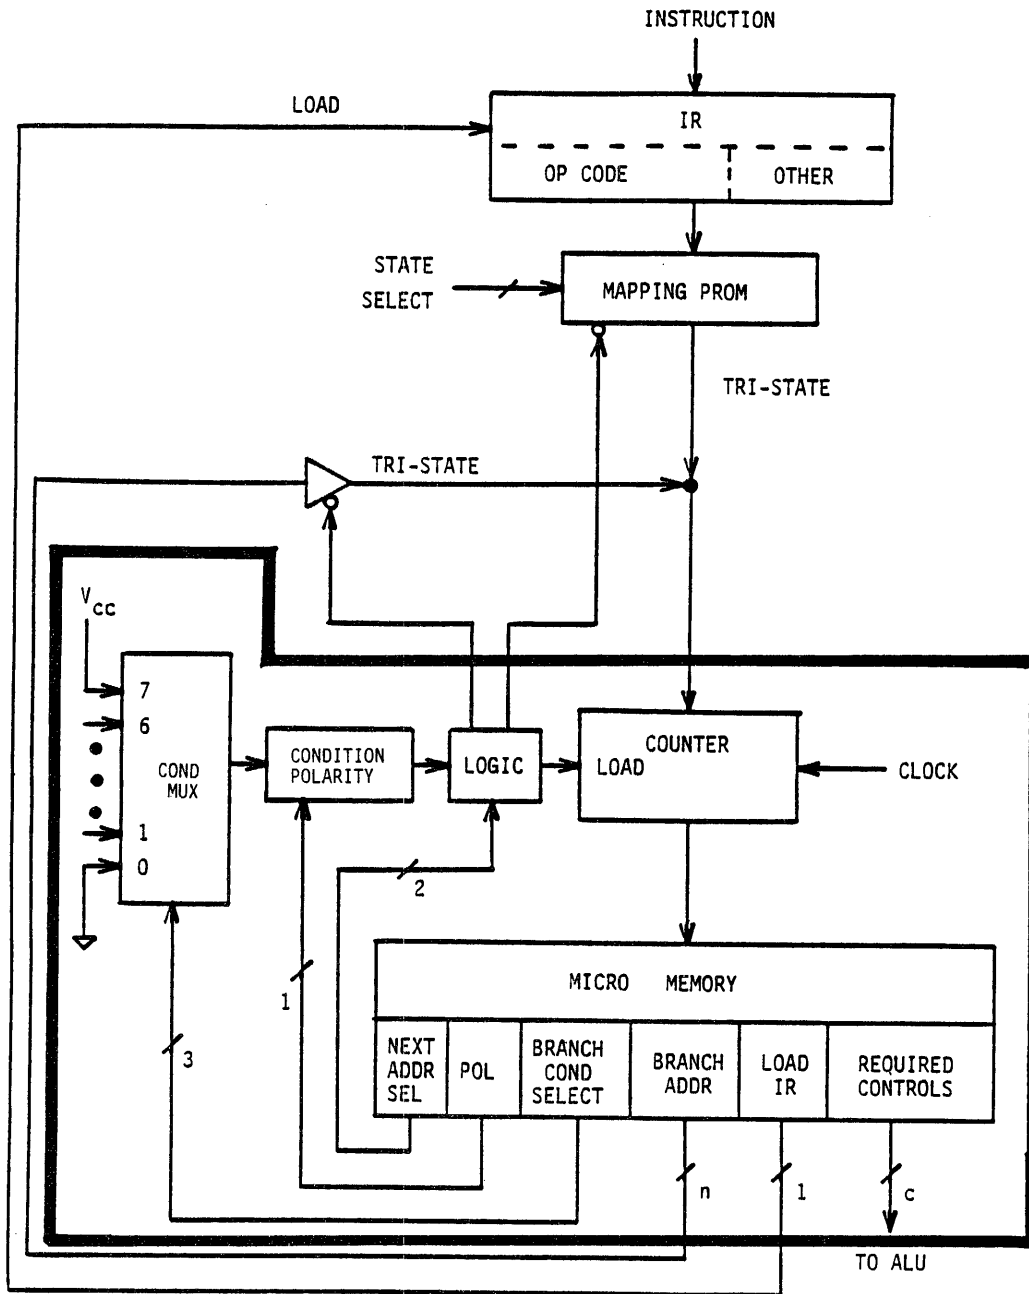 INSTRUCTION
LOAD
IR
OP CODE
OTHER
STATE
SELECT
MAPPING PROM
TRI-STATE
TRI-STATE
Vcc
7
6
1
0
COND
MUX
CONDITION
POLARITY
LOGIC
COUNTER
LOAD
CLOCK
2
1
3
MICRO MEMORY
NEXT
ADDR
SEL
POL
BRANCH
COND
SELECT
BRANCH
ADDR
LOAD
IR
REQUIRED
CONTROLS
n
1
c
TO ALU